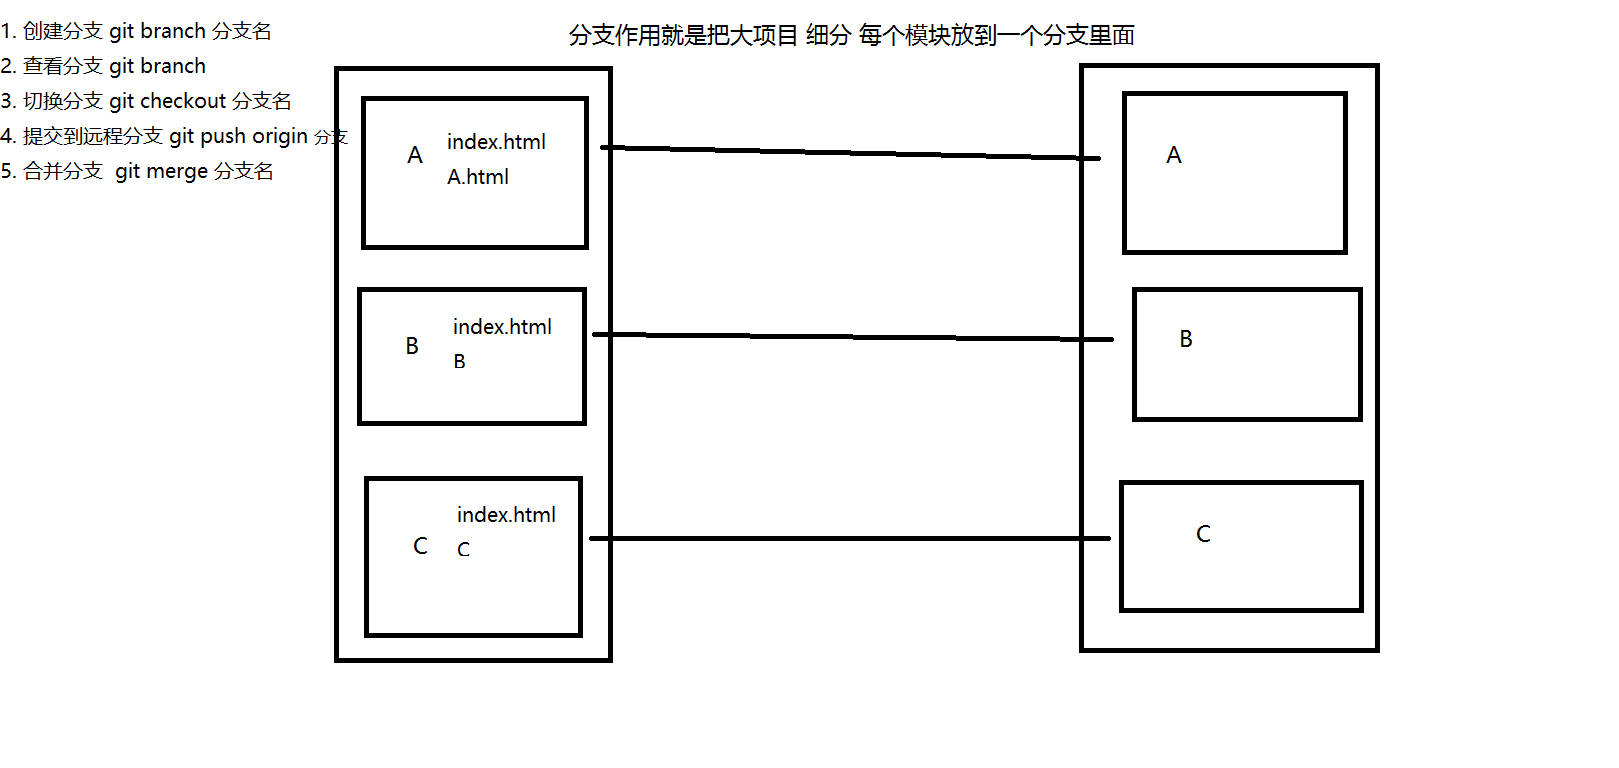 1. 创建分支 git branch 分支名
2. 查看分支 git branch
3. 切换分支 git checkout 分支名
4. 提交到远程分支 git push origin 分支
5. 合并分支  git merge 分支名
分支作用就是把大项目 细分 每个模块放到一个分支里面
A
index.html
A.html
B
index.html
B
C
index.html
C
A
B
C